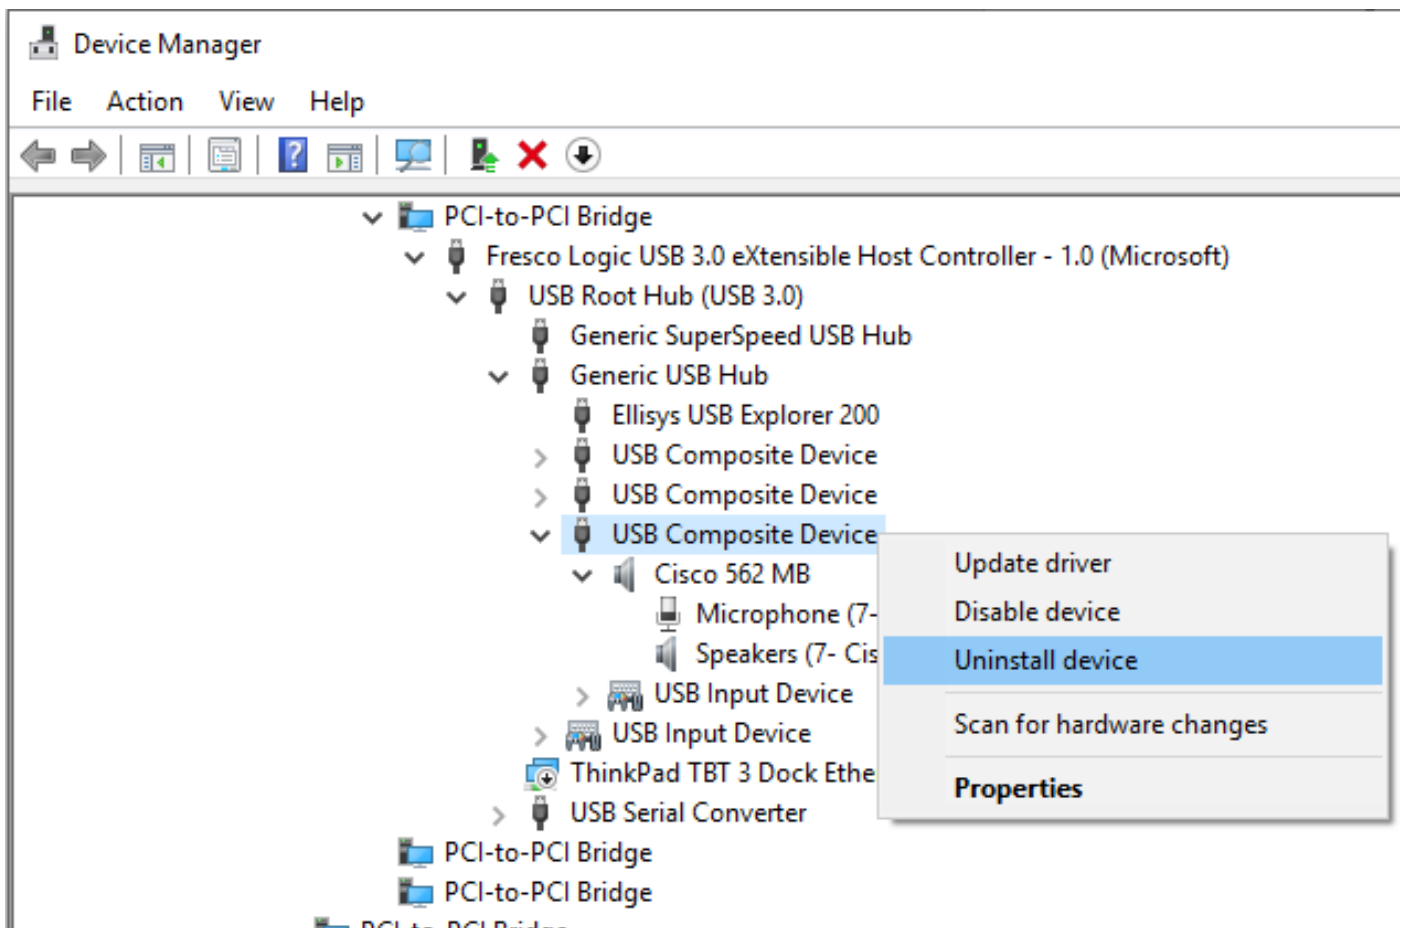 Device Manager
File Action View Help
PCI-to-PCI Bridge
Fresco Logic USB 3.0 eXtensible Host Controller - 1.0 (Microsoft)
USB Root Hub (USB 3.0)
Generic SuperSpeed USB Hub
Generic USB Hub
Ellisys USB Explorer 200
USB Composite Device
USB Composite Device
USB Composite Device
Cisco 562 MB
Microphone (7-
Speakers (7- Cis
USB Input Device
USB Input Device
ThinkPad TBT 3 Dock Ethe
USB Serial Converter
PCI-to-PCI Bridge
PCI-to-PCI Bridge
PCI-to-PCI Bridge
Update driver
Disable device
Uninstall device
Scan for hardware changes
Properties